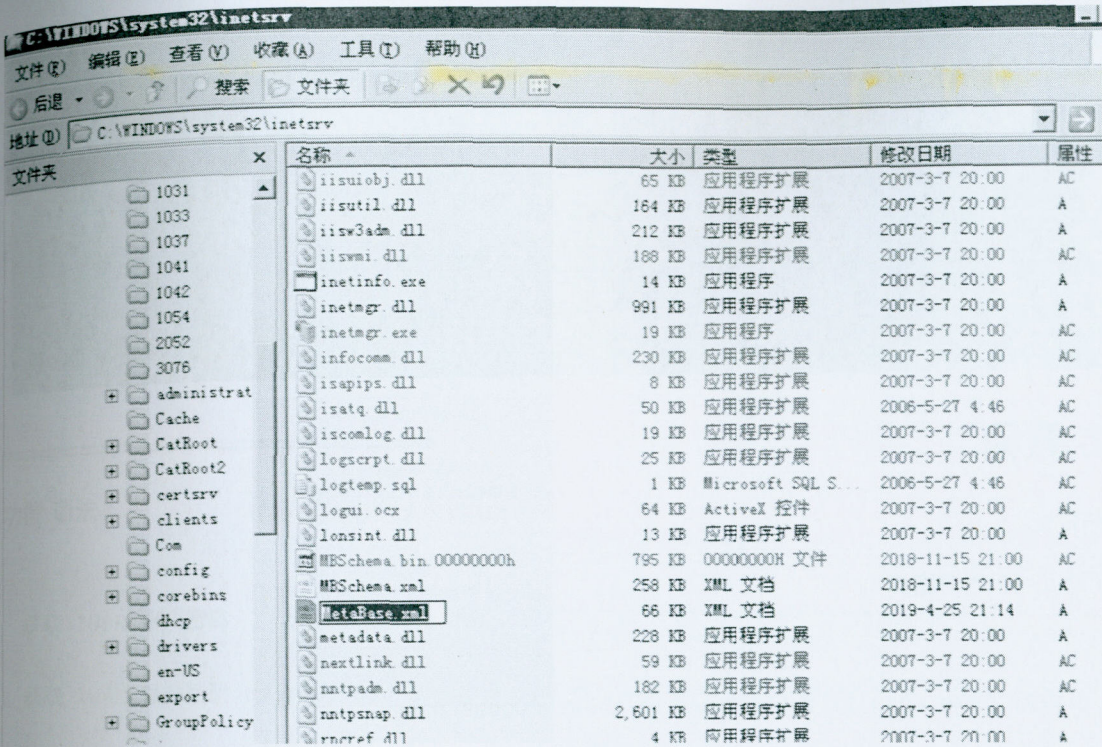 C:\WINDOWS\system32\inetsrv
文件(F) 编辑(E) 查看(V) 收藏(A) 工具(T) 帮助(H)
后退 搜索 文件夹
地址(D) C:\WINDOWS\system32\inetsrv
文件夹
1031
1033
1037
1041
1042
1054
2052
3076
administrat
Cache
CatRoot
CatRoot2
certsrv
clients
Com
config
corebins
dhcp
drivers
en-US
export
GroupPolicy
名称 大小 类型 修改日期 属性
iisuiobj.dll 65 KB 应用程序扩展 2007-3-7 20:00 AC
iisutil.dll 164 KB 应用程序扩展 2007-3-7 20:00 A
iisw3adm.dll 212 KB 应用程序扩展 2007-3-7 20:00 A
iiswmi.dll 188 KB 应用程序扩展 2007-3-7 20:00 AC
inetinfo.exe 14 KB 应用程序 2007-3-7 20:00 A
inetmgr.dll 991 KB 应用程序扩展 2007-3-7 20:00 A
inetmgr.exe 19 KB 应用程序 2007-3-7 20:00 AC
infocomm.dll 230 KB 应用程序扩展 2007-3-7 20:00 AC
isapips.dll 8 KB 应用程序扩展 2007-3-7 20:00 AC
isatq.dll 50 KB 应用程序扩展 2006-5-27 4:46 AC
iscomlog.dll 19 KB 应用程序扩展 2007-3-7 20:00 AC
logscrpt.dll 25 KB 应用程序扩展 2007-3-7 20:00 AC
logtemp.sql 1 KB Microsoft SQL S... 2006-5-27 4:46 AC
logui.ocx 64 KB ActiveX 控件 2007-3-7 20:00 AC
lonsint.dll 13 KB 应用程序扩展 2007-3-7 20:00 A
MBSchema.bin.00000000h 795 KB 00000000H 文件 2018-11-15 21:00 AC
MBSchema.xml 258 KB XML 文档 2018-11-15 21:00 A
MetaBase.xml 66 KB XML 文档 2019-4-25 21:14 A
metadata.dll 228 KB 应用程序扩展 2007-3-7 20:00 A
nextlink.dll 59 KB 应用程序扩展 2007-3-7 20:00 AC
nntpadm.dll 182 KB 应用程序扩展 2007-3-7 20:00 AC
nntpsnap.dll 2,601 KB 应用程序扩展 2007-3-7 20:00 A
rncref.dll 4 KB 应用程序扩展 2007-3-7 20:00 A